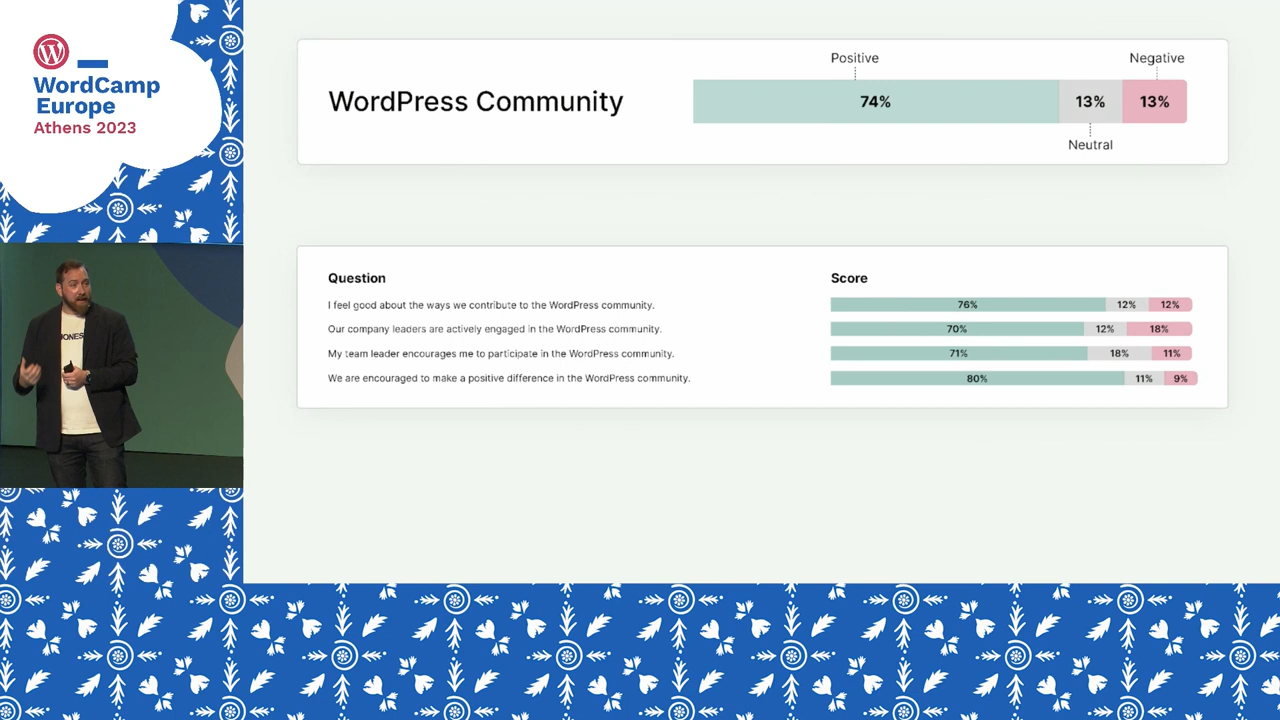 WordCamp
Europe
Athens 2023
Positive
Negative
WordPress Community
74%
13%
13%
Neutral
Question
Score
I feel good about the ways we contribute to the WordPress community.
76%
12%
12%
Our company leaders are actively engaged in the WordPress community.
70%
12%
18%
My team leader encourages me to participate in the WordPress community.
71%
18%
11%
We are encouraged to make a positive difference in the WordPress community.
80%
11%
9%